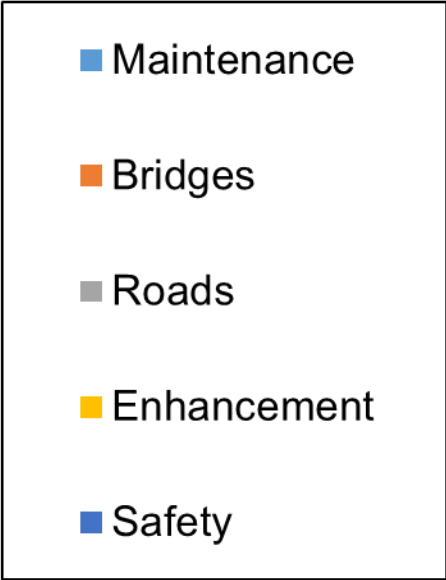 Maintenance
Bridges
Roads
Enhancement
Safety